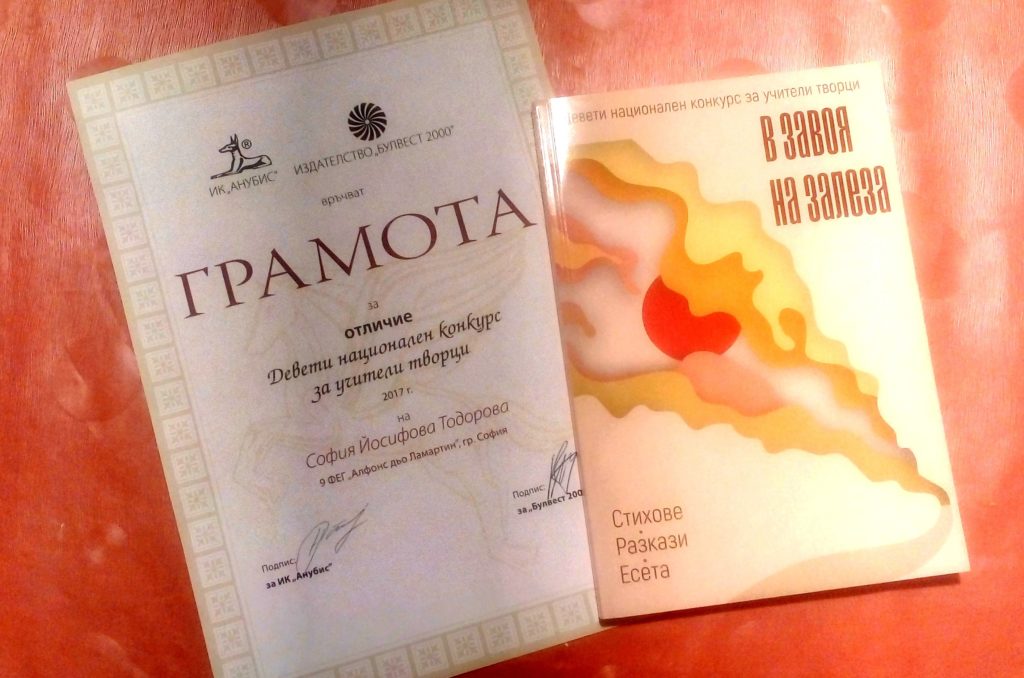 ИК „АНУБИС“
®
ИЗДАТЕЛСТВО „БУЛВЕСТ 2000“
връчват
ГРАМОТА
за
отличие
Девети национален конкурс
за учители творци
2017 г.
на
София Йосифова Тодорова
9 ФЕГ „Алфонс дьо Ламартин“, гр. София
Подпис:
за ИК „Анубис“
Подпис:
за „Булвест 200
Девети национален конкурс за учители творци
В ЗАВОЯ
НА ЗАЛЕЗА
Стихове
Разкази
Есета